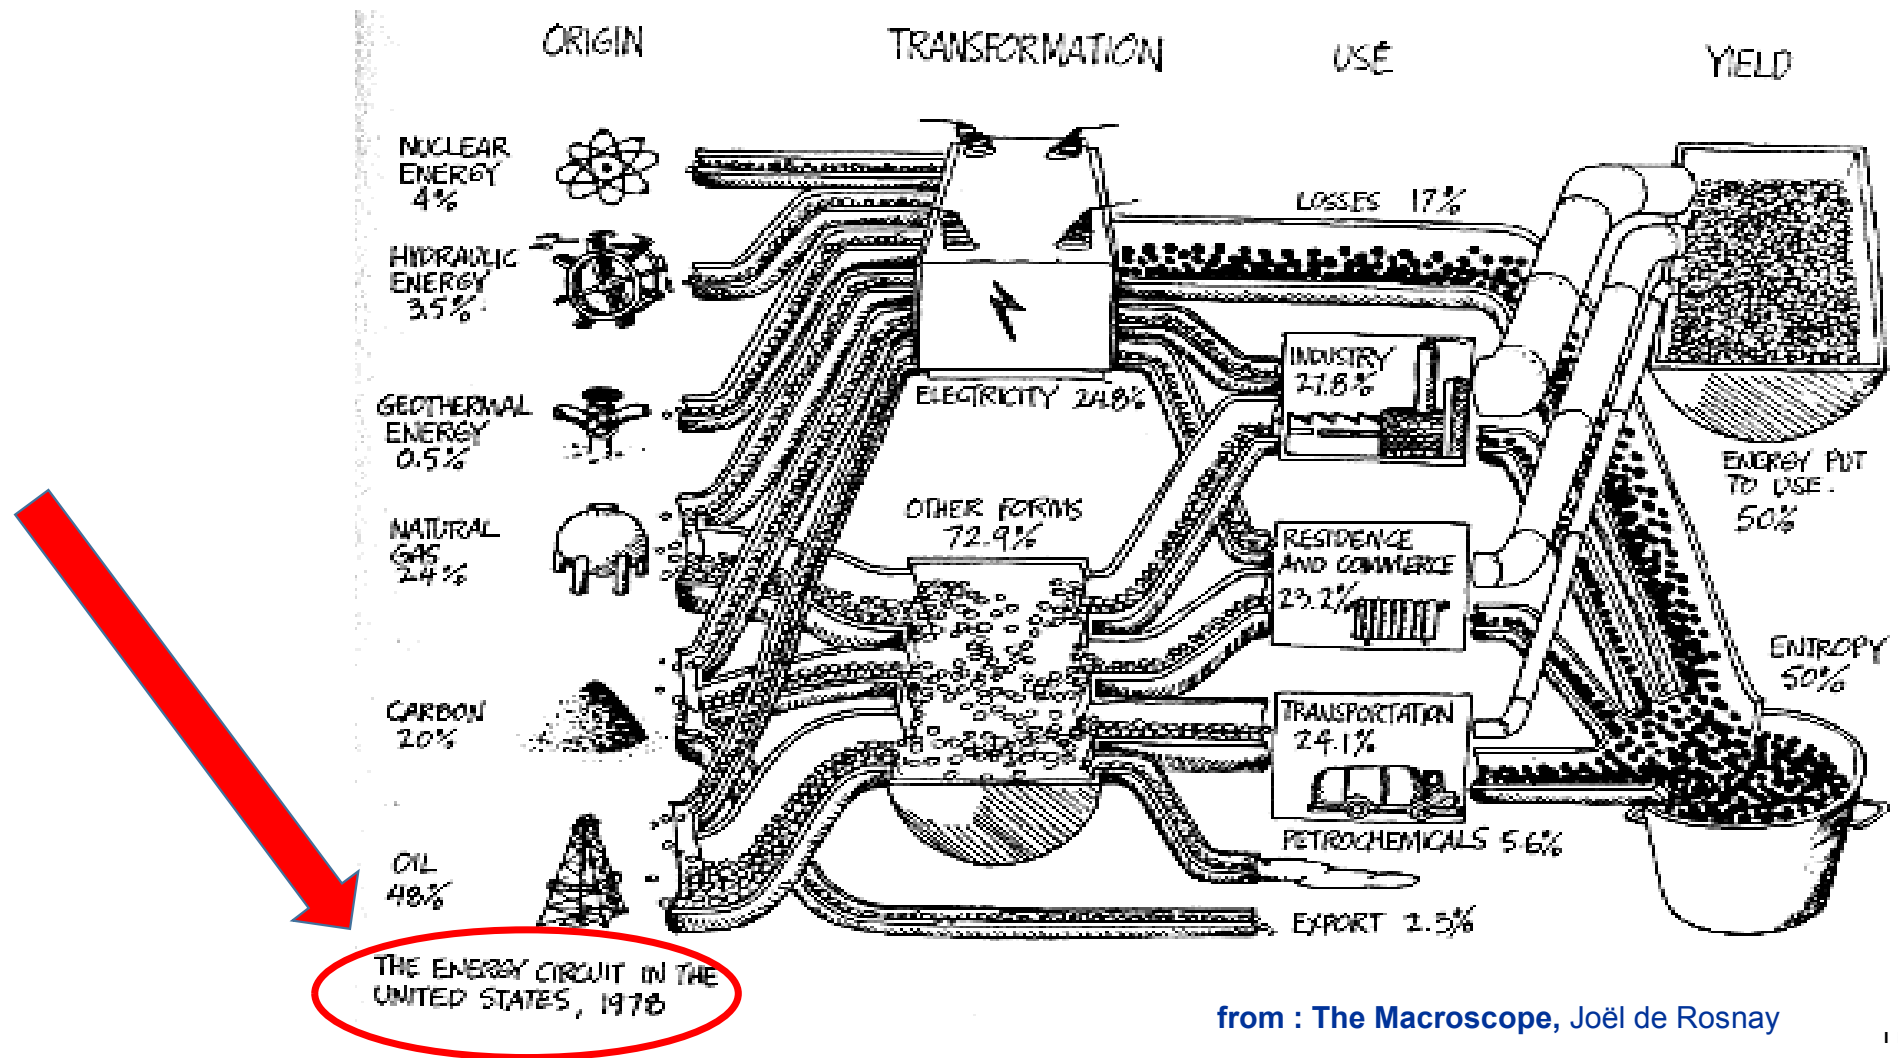 ORIGIN
TRANSFORMATION
USE
YIELD
NUCLEAR
ENERGY
4%
HYDRAULIC
ENERGY
3.5%
GEOTHERMAL
ENERGY
0.5%
NATURAL
GAS
24%
CARBON
20%
OIL
48%
ELECTRICITY 24.8%
OTHER FORMS
72.9%
LOSSES 17%
INDUSTRY
27.8%
RESIDENCE
AND COMMERCE
23.2%
TRANSPORTATION
24.1%
PETROCHEMICALS 5.6%
EXPORT 2.3%
ENERGY PUT
TO USE.
50%
ENTROPY
50%
THE ENERGY CIRCUIT IN THE
UNITED STATES, 1978
from : The Macroscope, Joël de Rosnay